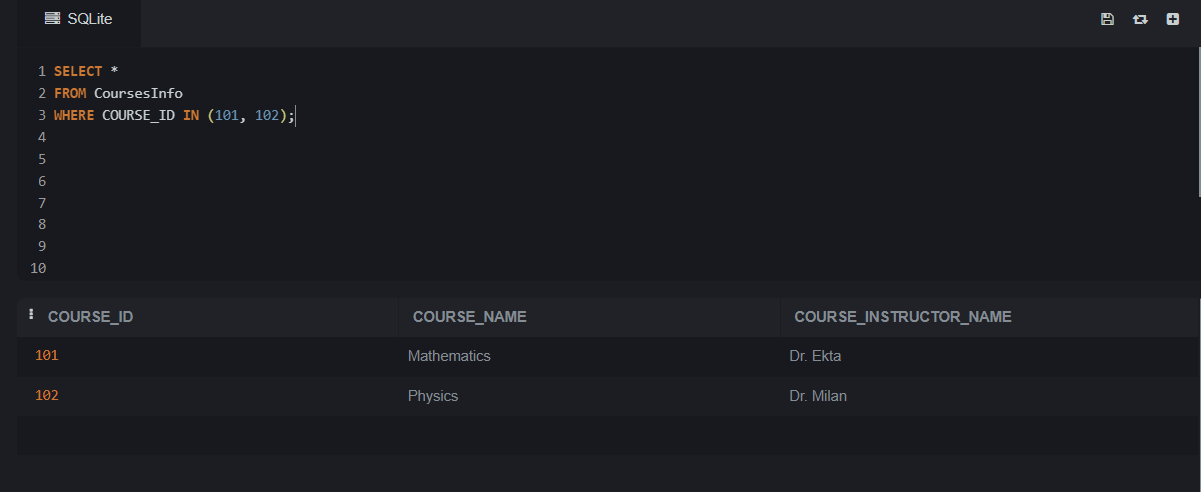 SQLite
1 SELECT *
2 FROM CoursesInfo
3 WHERE COURSE_ID IN (101, 102);
4
5
6
7
8
9
10
COURSE_ID COURSE_NAME COURSE_INSTRUCTOR_NAME
101 Mathematics Dr. Ekta
102 Physics Dr. Milan